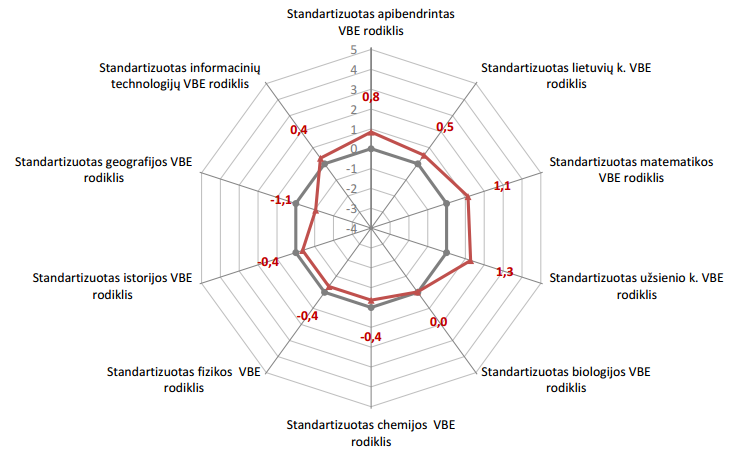 Standartizuotas apibendrintas
VBE rodiklis
Standartizuotas lietuvių k. VBE
rodiklis
Standartizuotas matematikos
VBE rodiklis
Standartizuotas užsienio k. VBE
rodiklis
Standartizuotas biologijos VBE
rodiklis
Standartizuotas chemijos  VBE
rodiklis
Standartizuotas fizikos  VBE
rodiklis
Standartizuotas istorijos VBE
rodiklis
Standartizuotas geografijos VBE
rodiklis
Standartizuotas informacinių
technologijų VBE rodiklis
5
4
3
2
1
0
-1
-2
-3
-4
0,8
0,5
1,1
1,3
0,0
-0,4
-0,4
-0,4
-1,1
0,4